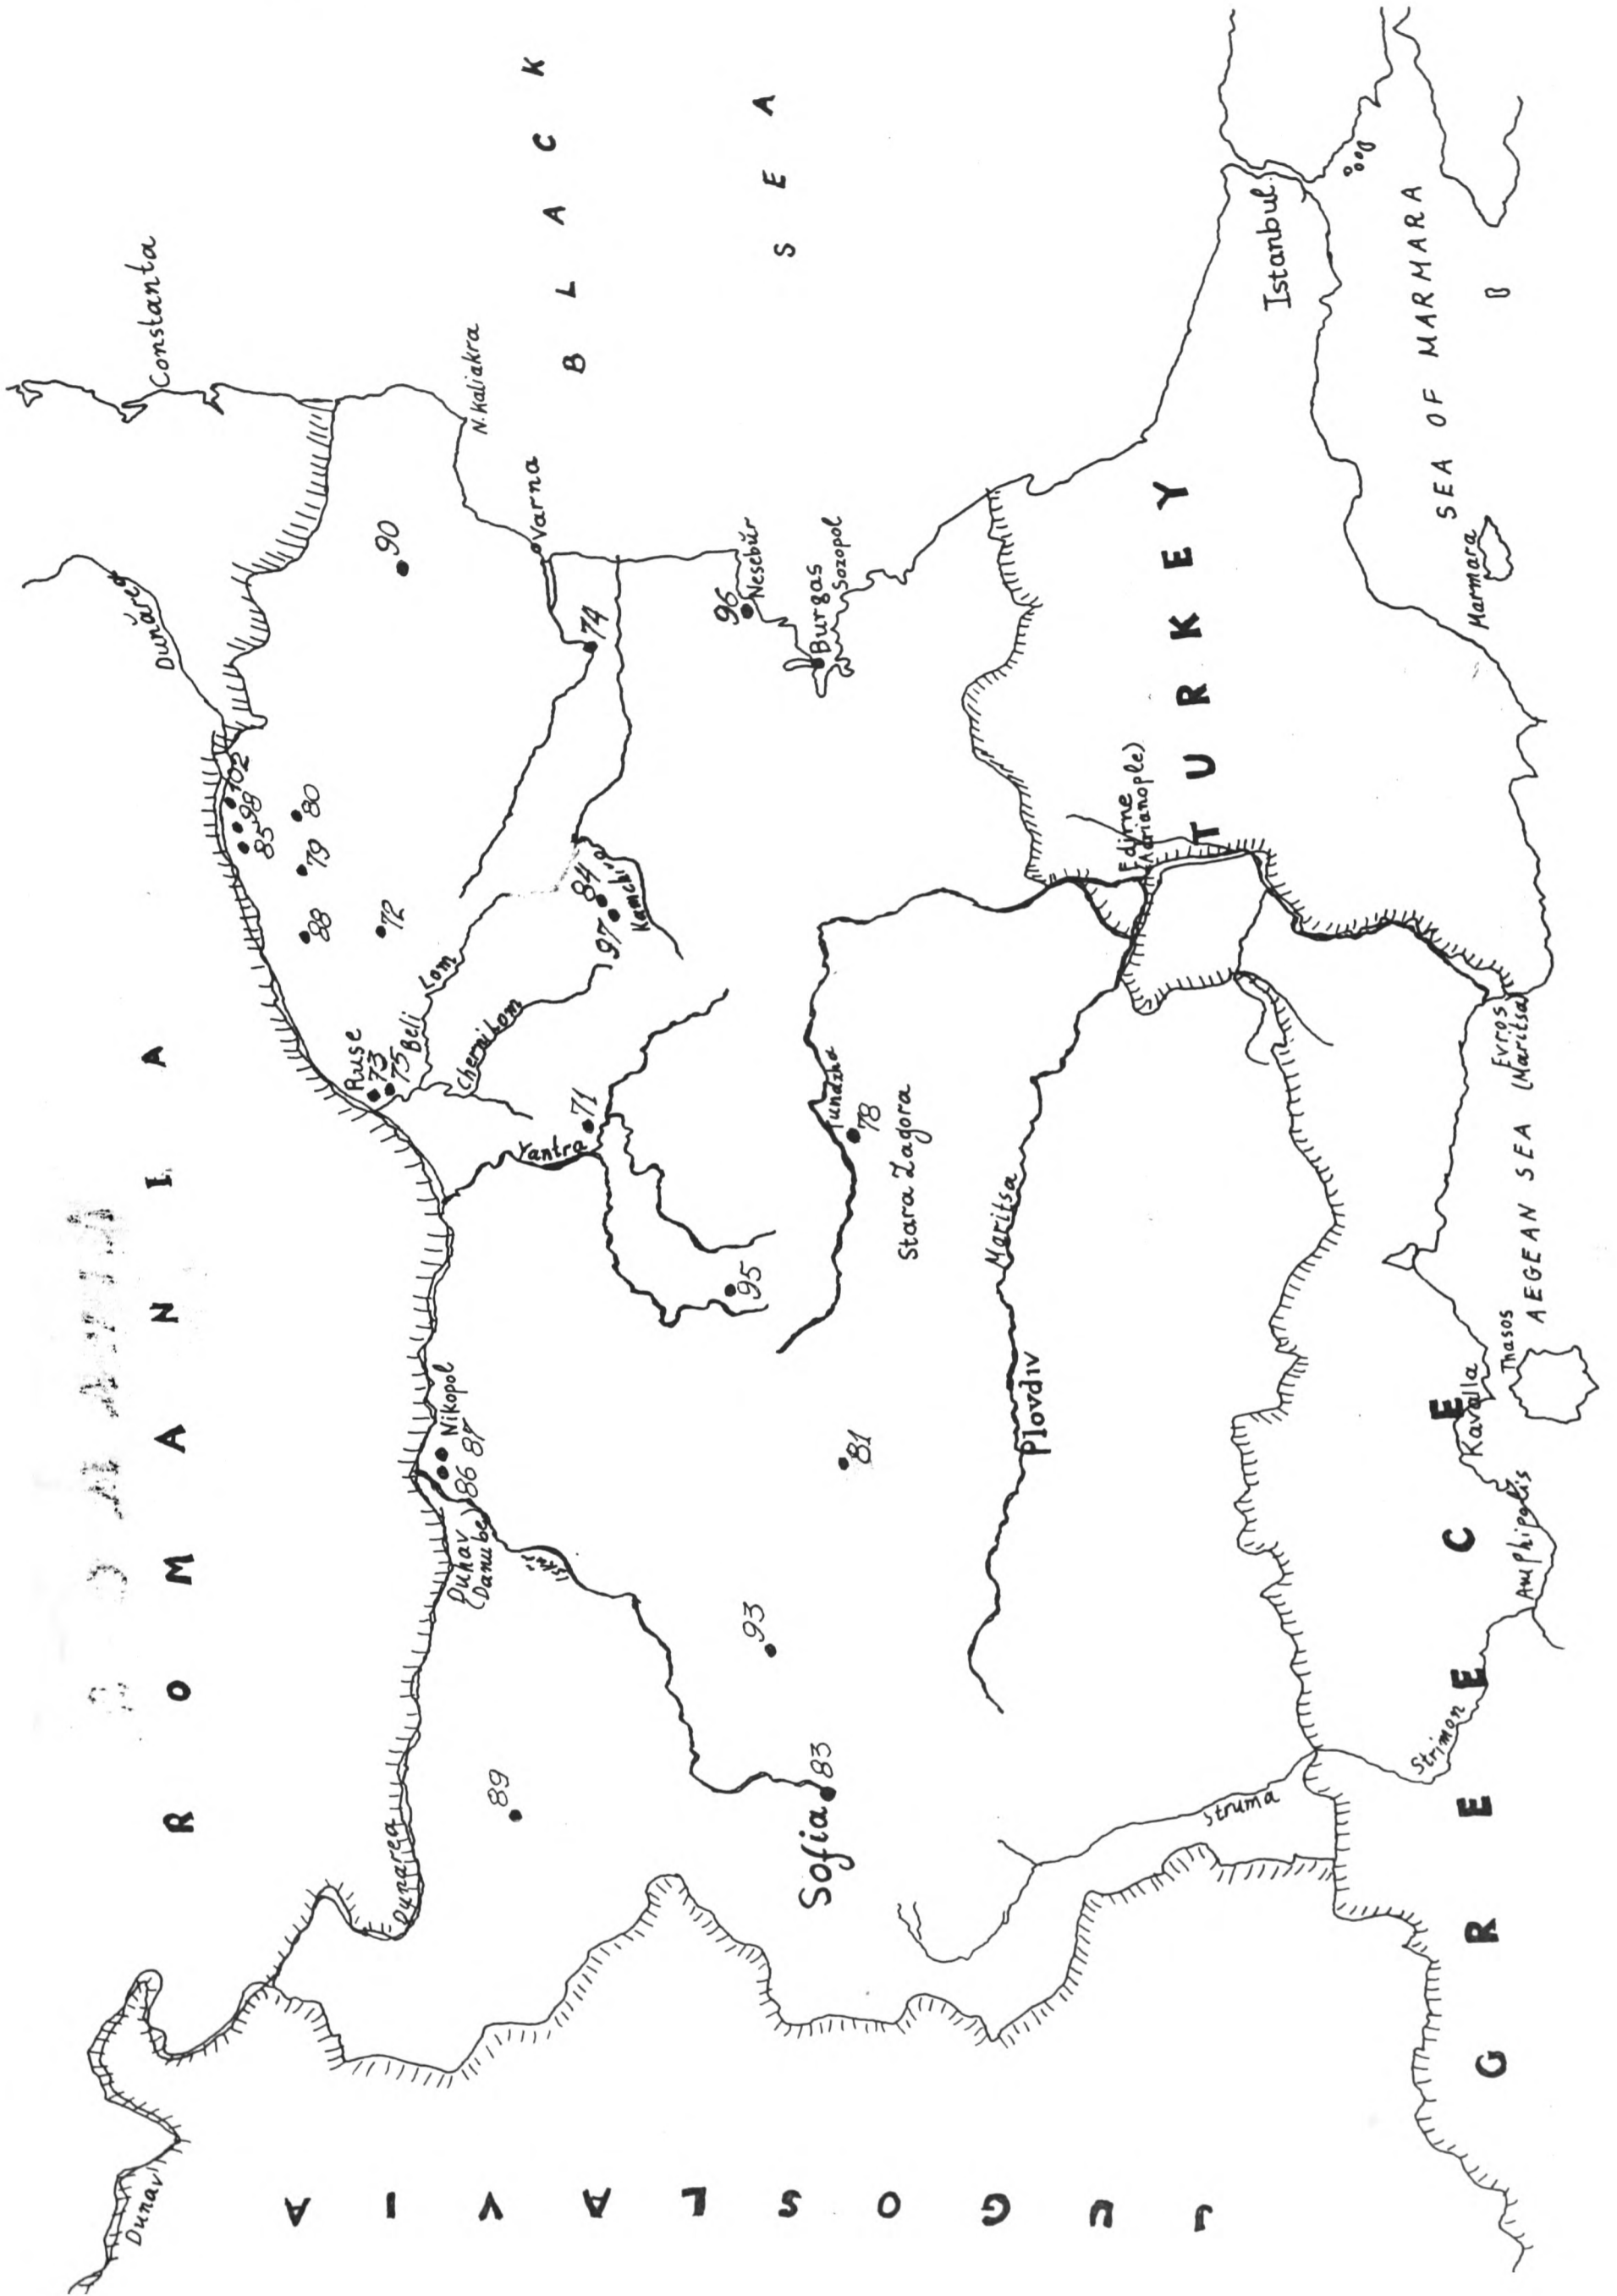 ROMANIA
Constanta
Dunărea
102
98
85
90
80
79
88
72
N. Kaliakra
BLACK
SEA
Varna
74
Ruse
73
75
Beli Lom
Cherni Lom
84
97
Kamchi
96
Nesebŭr
Burgas
Sozopol
Nikopol
86 87
Dunav
(Danube)
Yantra
71
95
Tundzha
78
Stara Zagora
Dunarea
89
93
81
Sofia
83
Maritsa
Plovdiv
Edirne
(Adrianople)
TURKEY
Istanbul
SEA OF MARMARA
Marmara
Struma
Strimon
Evros
(Maritsa)
AEGEAN SEA
Thasos
Kavalla
Amphipolis
GREECE
Dunav
JUGOSLAVIA